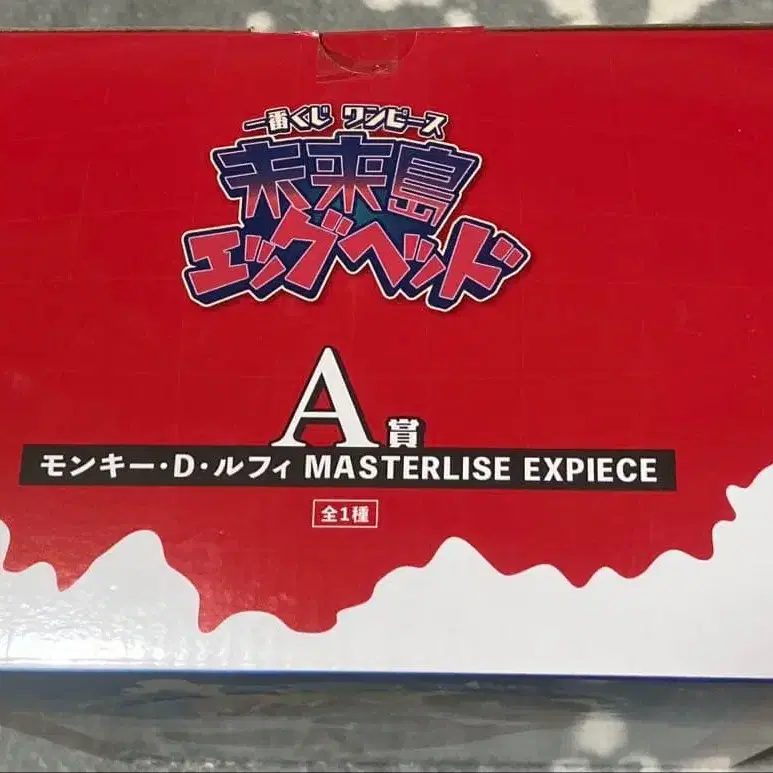 一番くじ ワンピース
未来島
エッグヘッド
A賞
モンキー・D・ルフィ MASTERLISE EXPIECE
全1種